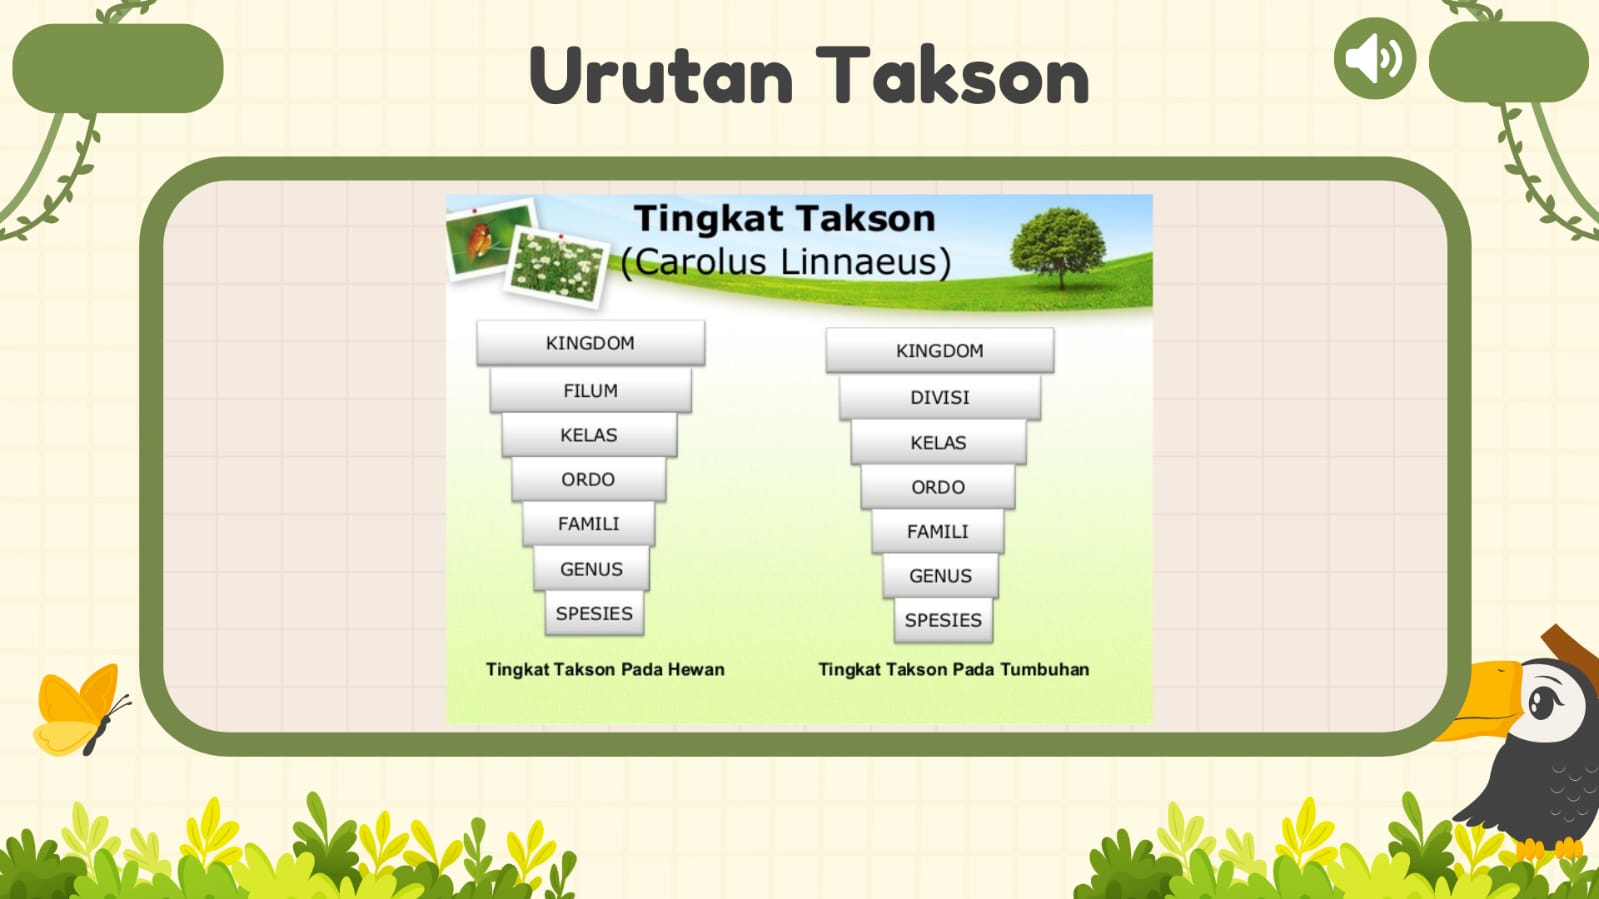 Urutan Takson
Tingkat Takson
(Carolus Linnaeus)
KINGDOM
FILUM
KELAS
ORDO
FAMILI
GENUS
SPESIES
Tingkat Takson Pada Hewan
KINGDOM
DIVISI
KELAS
ORDO
FAMILI
GENUS
SPESIES
Tingkat Takson Pada Tumbuhan